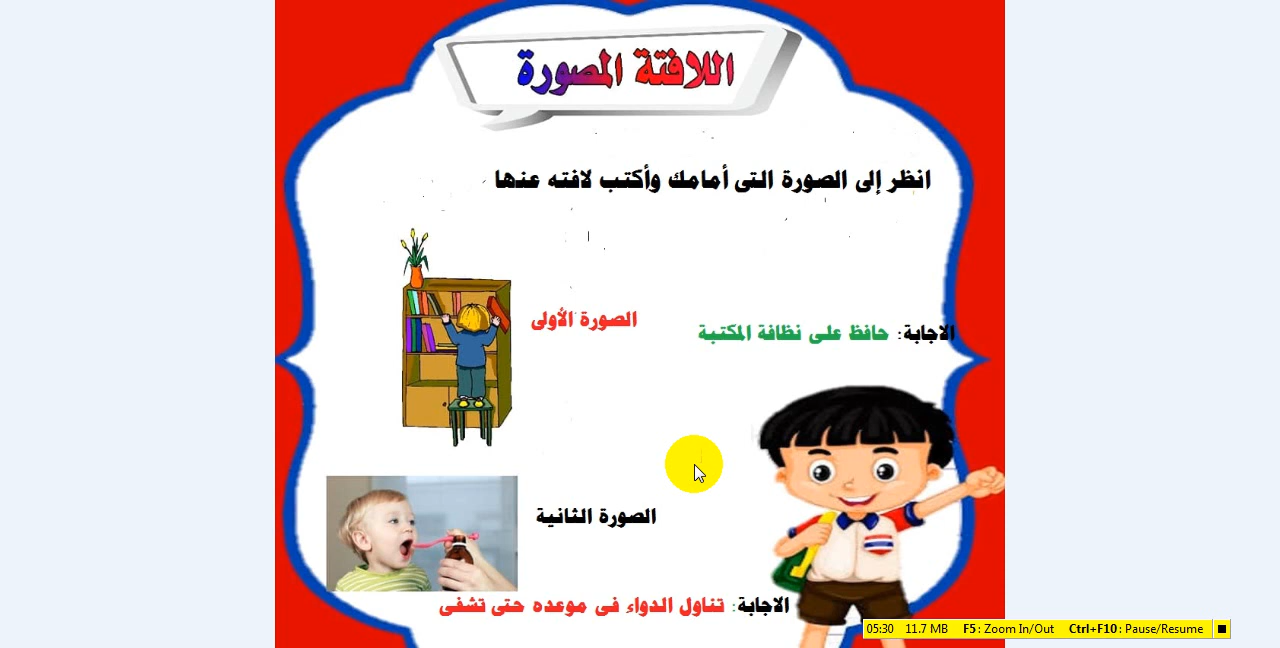 اللافتة المصورة
انظر إلى الصورة التى أمامك وأكتب لافته عنها
الصورة الأولى
الاجابة: حافظ على نظافة المكتبة
الصورة الثانية
الاجابة: تناول الدواء فى موعده حتى تشفى
05:30 11.7 MB F5: Zoom In/Out Ctrl+F10: Pause/Resume